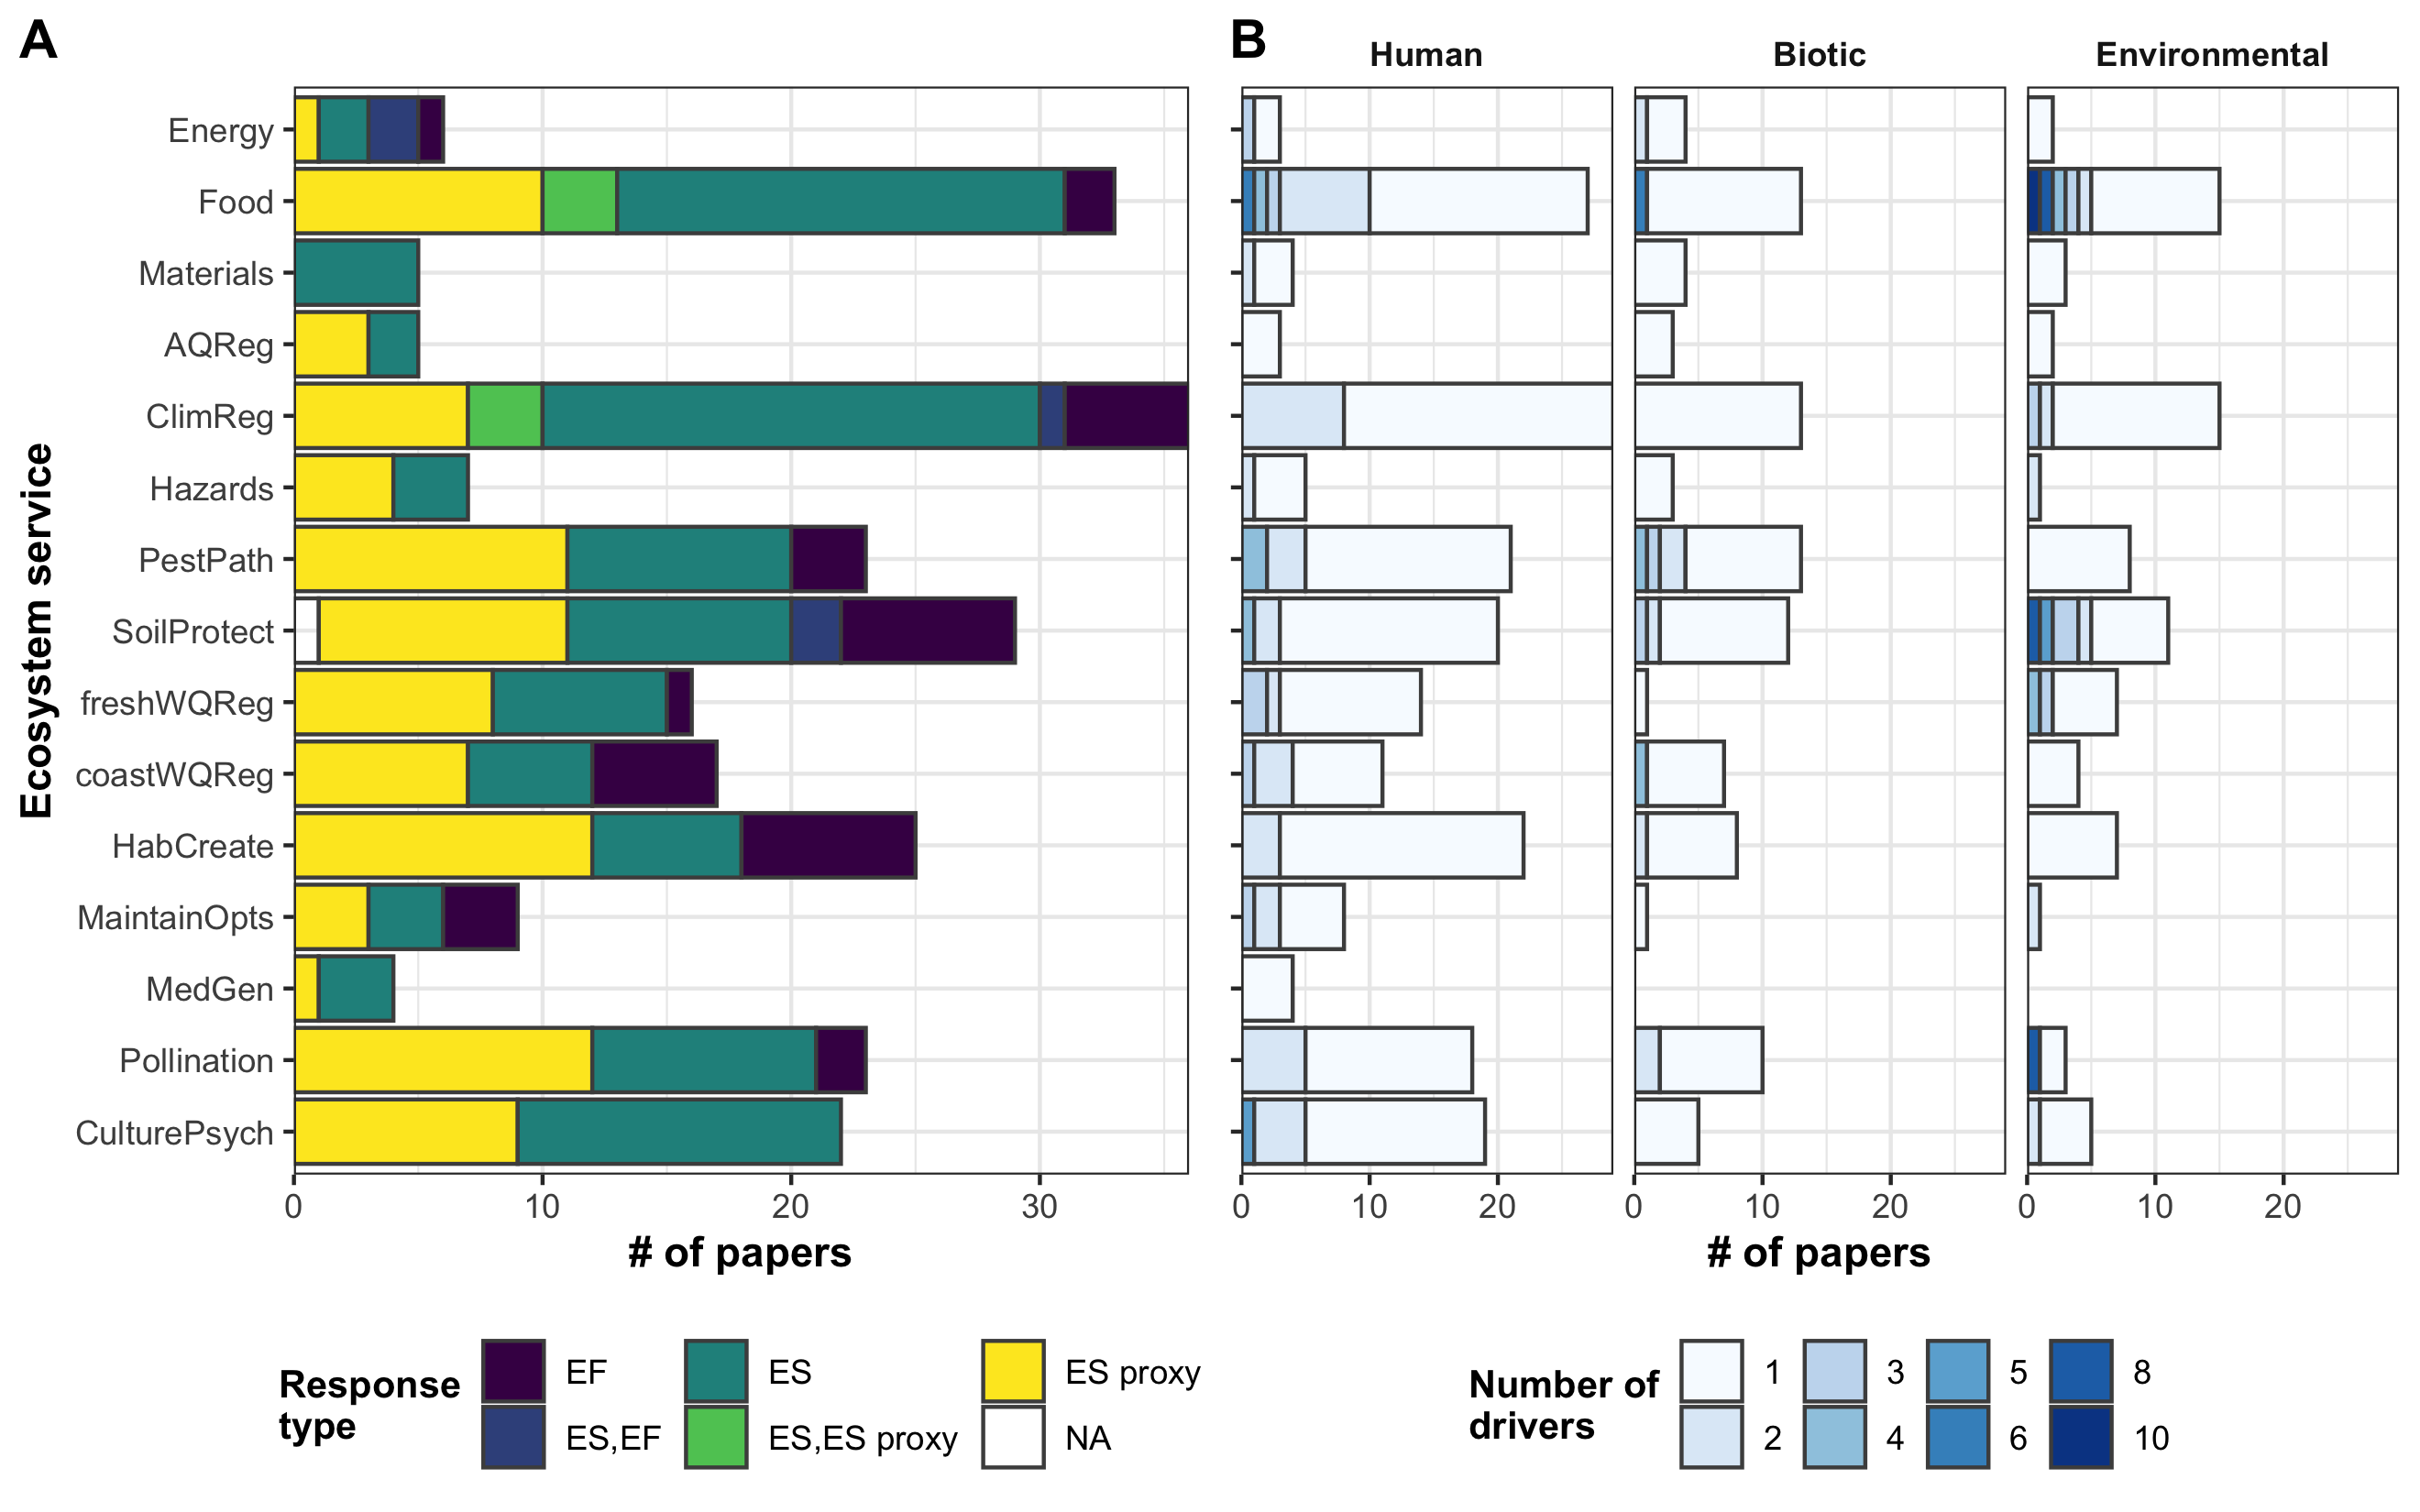 A
B
Human
Biotic
Environmental
Ecosystem service
Energy
Food
Materials
AQReg
ClimReg
Hazards
PestPath
SoilProtect
freshWQReg
coastWQReg
HabCreate
MaintainOpts
MedGen
Pollination
CulturePsych
0 10 20 30
0 10 20
0 10 20
0 10 20
# of papers
# of papers
Response
type
EF
ES
ES proxy
ES,EF
ES,ES proxy
NA
Number of
drivers
1 3 5 8
2 4 6 10